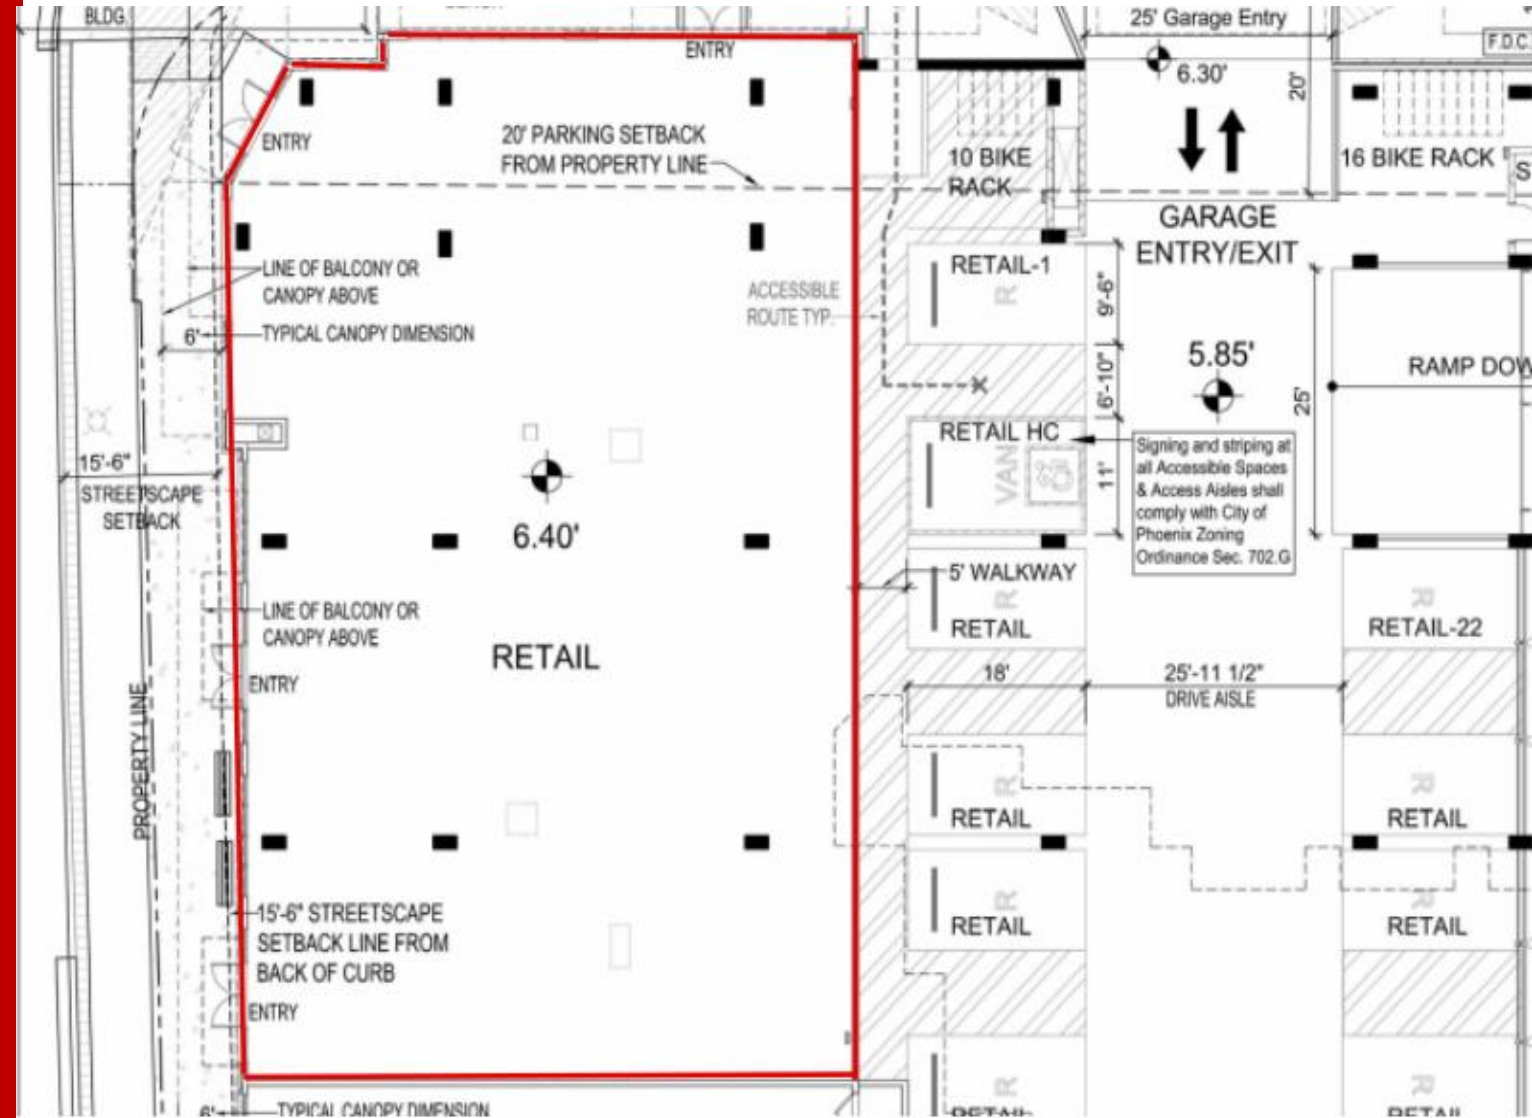 BLDG.
ENTRY
25' Garage Entry
F.D.C.
6.30'
20'
ENTRY
20' PARKING SETBACK
FROM PROPERTY LINE
10 BIKE
RACK
16 BIKE RACK
GARAGE
ENTRY/EXIT
LINE OF BALCONY OR
CANOPY ABOVE
6'
TYPICAL CANOPY DIMENSION
ACCESSIBLE
ROUTE TYP.
RETAIL-1
R
9'-6"
6'-10"
5.85'
25'
RAMP DOW
15'-6"
STREETSCAPE
SETBACK
6.40'
RETAIL HC
VAN
11'
Signing and striping at
all Accessible Spaces
& Access Aisles shall
comply with City of
Phoenix Zoning
Ordinance Sec. 702.G
5' WALKWAY
R
RETAIL
R
RETAIL-22
LINE OF BALCONY OR
CANOPY ABOVE
RETAIL
ENTRY
18'
25'-11 1/2"
DRIVE AISLE
PROPERTY LINE
R
RETAIL
R
RETAIL
15'-6" STREETSCAPE
SETBACK LINE FROM
BACK OF CURB
R
RETAIL
R
RETAIL
ENTRY
R
RETAIL
R
RETAIL
6'
TYPICAL CANOPY DIMENSION